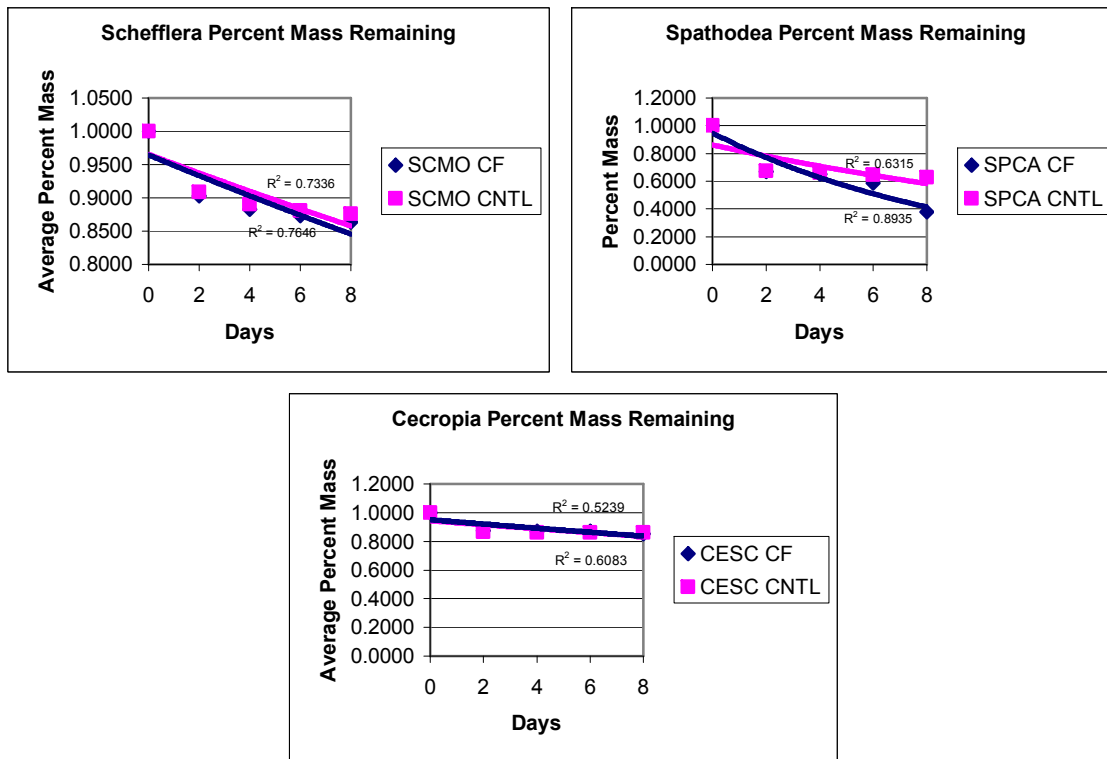 Schefflera Percent Mass Remaining
Average Percent Mass
1.0500
1.0000
0.9500
0.9000
0.8500
0.8000
R² = 0.7336
R² = 0.7646
0 2 4 6 8
Days
SCMO CF
SCMO CNTL
Spathodea Percent Mass Remaining
Percent Mass
1.2000
1.0000
0.8000
0.6000
0.4000
0.2000
0.0000
R² = 0.6315
R² = 0.8935
0 2 4 6 8
Days
SPCA CF
SPCA CNTL
Cecropia Percent Mass Remaining
Average Percent Mass
1.2000
1.0000
0.8000
0.6000
0.4000
0.2000
0.0000
R² = 0.5239
R² = 0.6083
0 2 4 6 8
Days
CESC CF
CESC CNTL